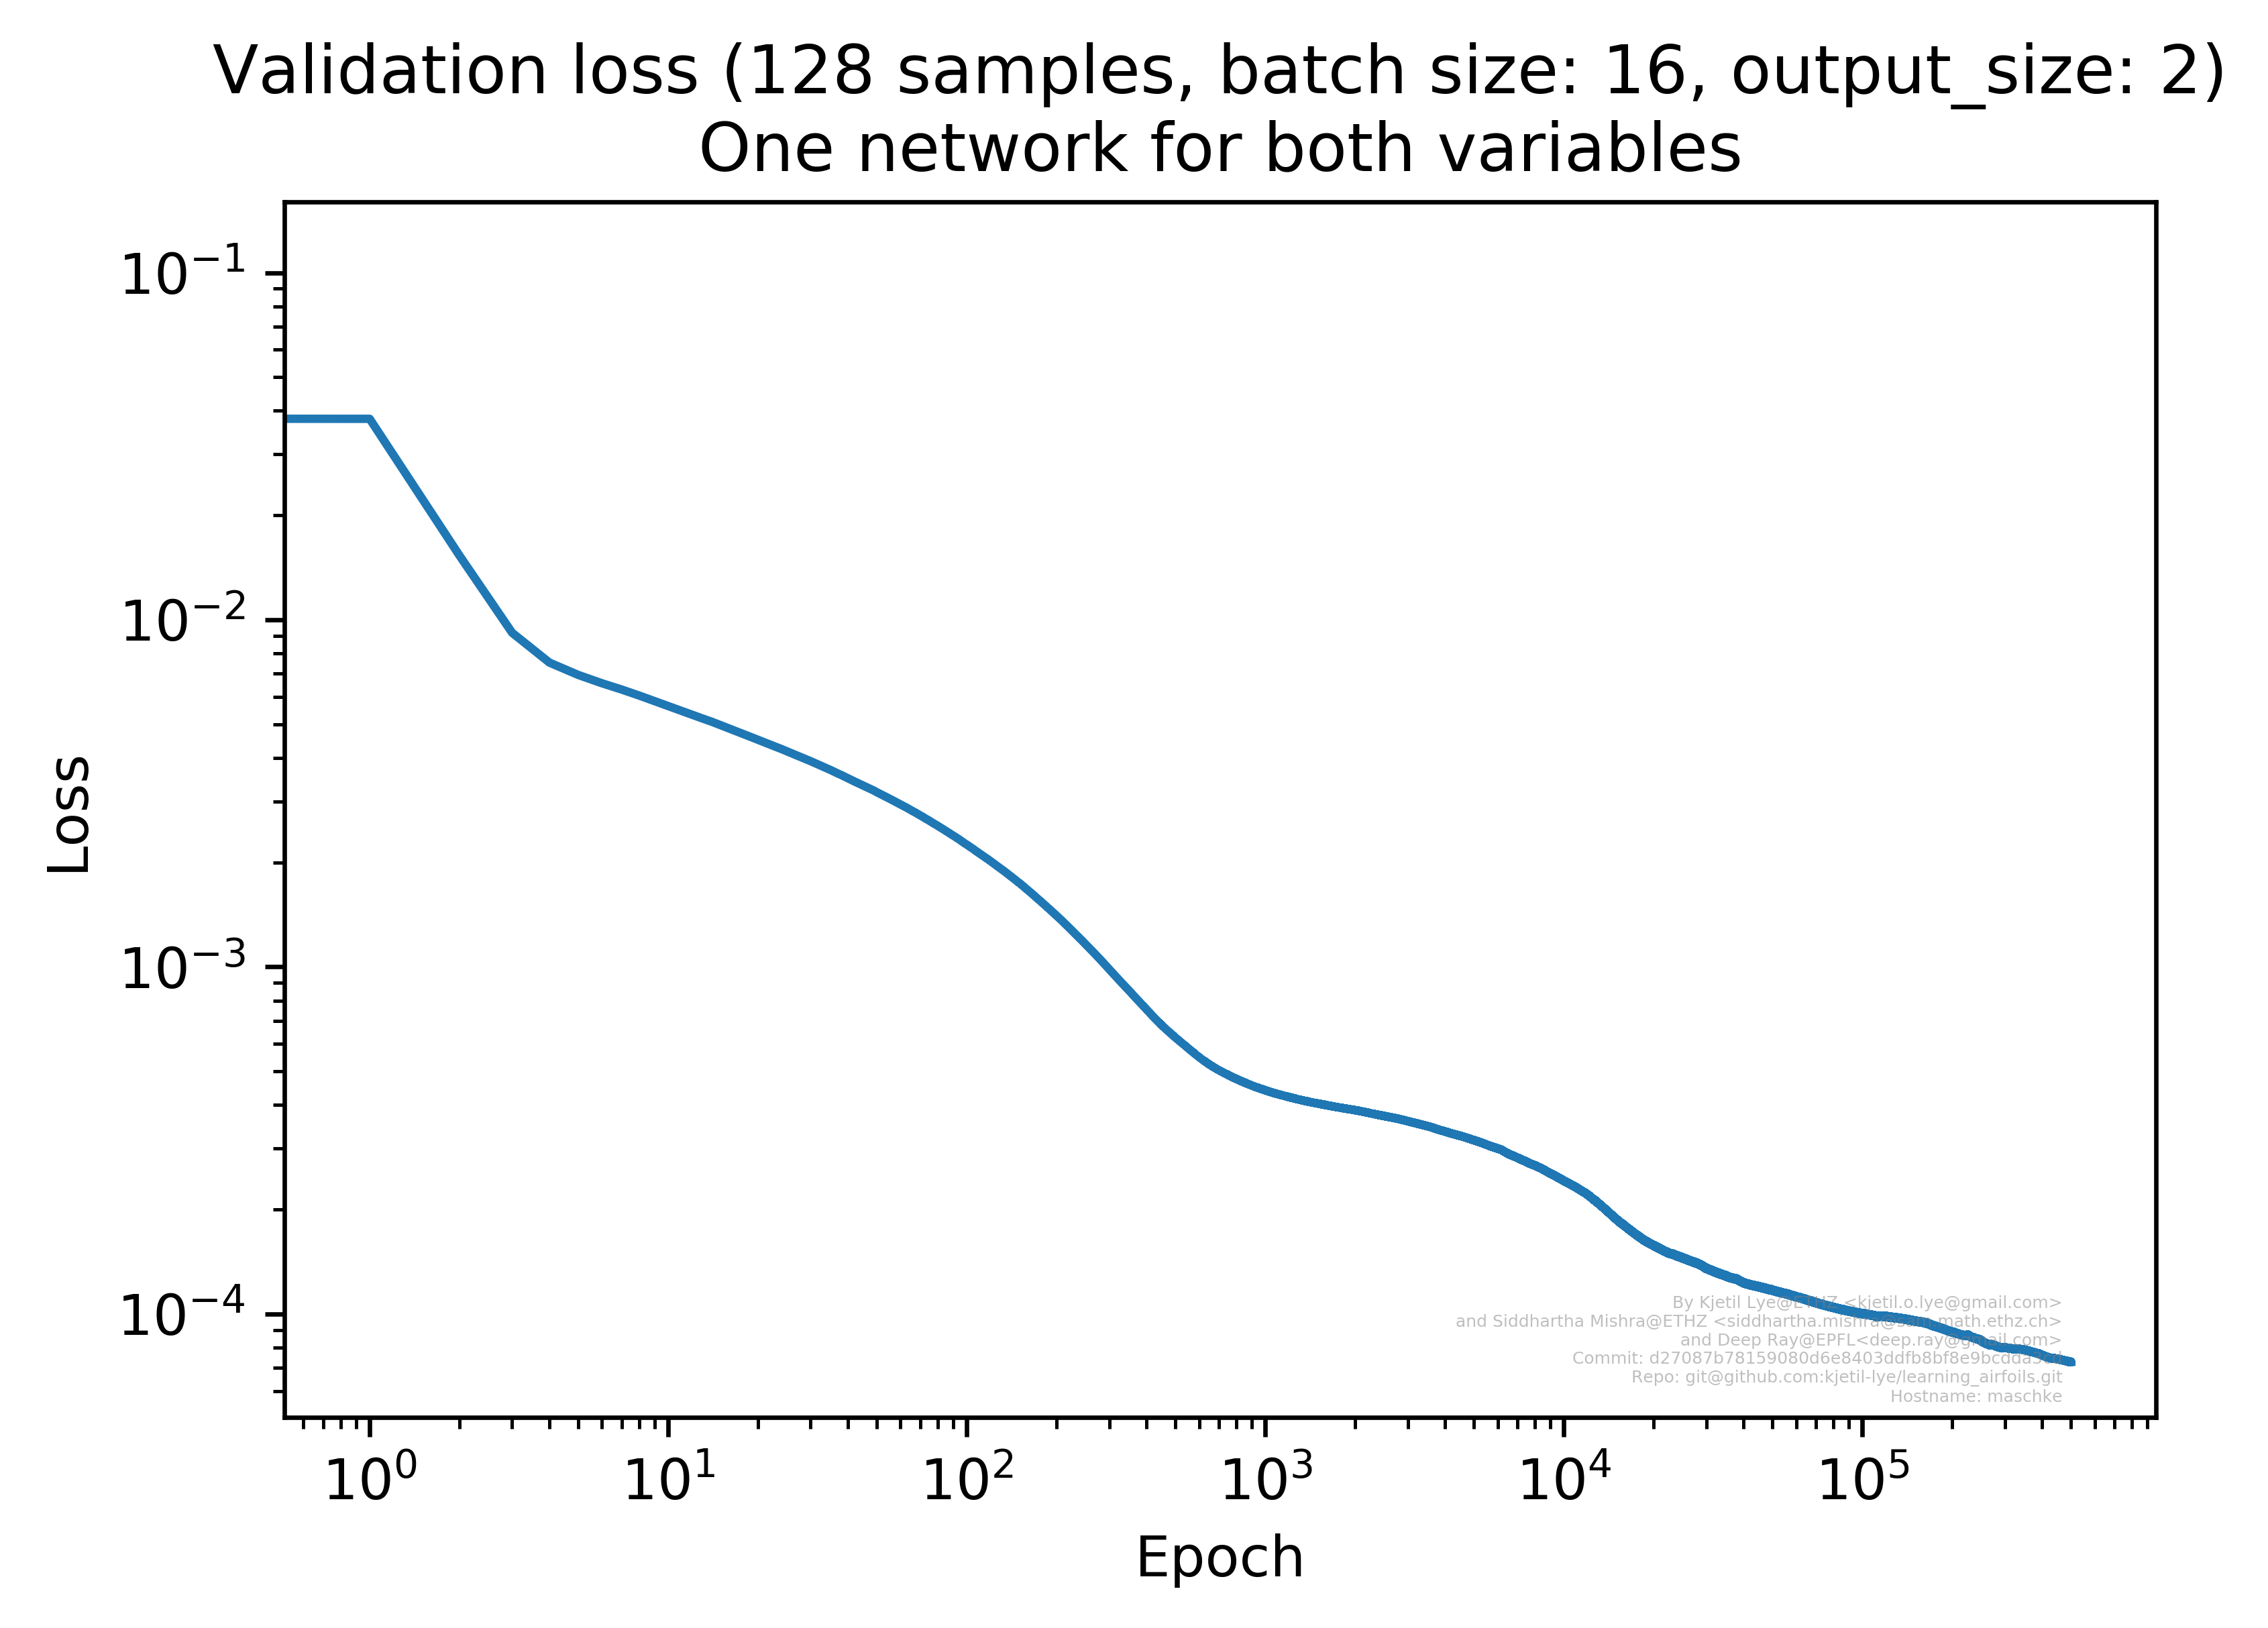 Validation loss (128 samples, batch size: 16, output_size: 2)
One network for both variables
10⁻¹
10⁻²
10⁻³
10⁻⁴
Loss
10⁰ 10¹ 10² 10³ 10⁴ 10⁵
Epoch
By Kjetil Lye@ETHZ <kjetil.o.lye@gmail.com>
and Siddhartha Mishra@ETHZ <siddhartha.mishra@sam.math.ethz.ch>
and Deep Ray@EPFL<deep.ray@gmail.com>
Commit:
Repo: git@github.com:kjetil-lye/learning_airfoils.git
Hostname: maschke